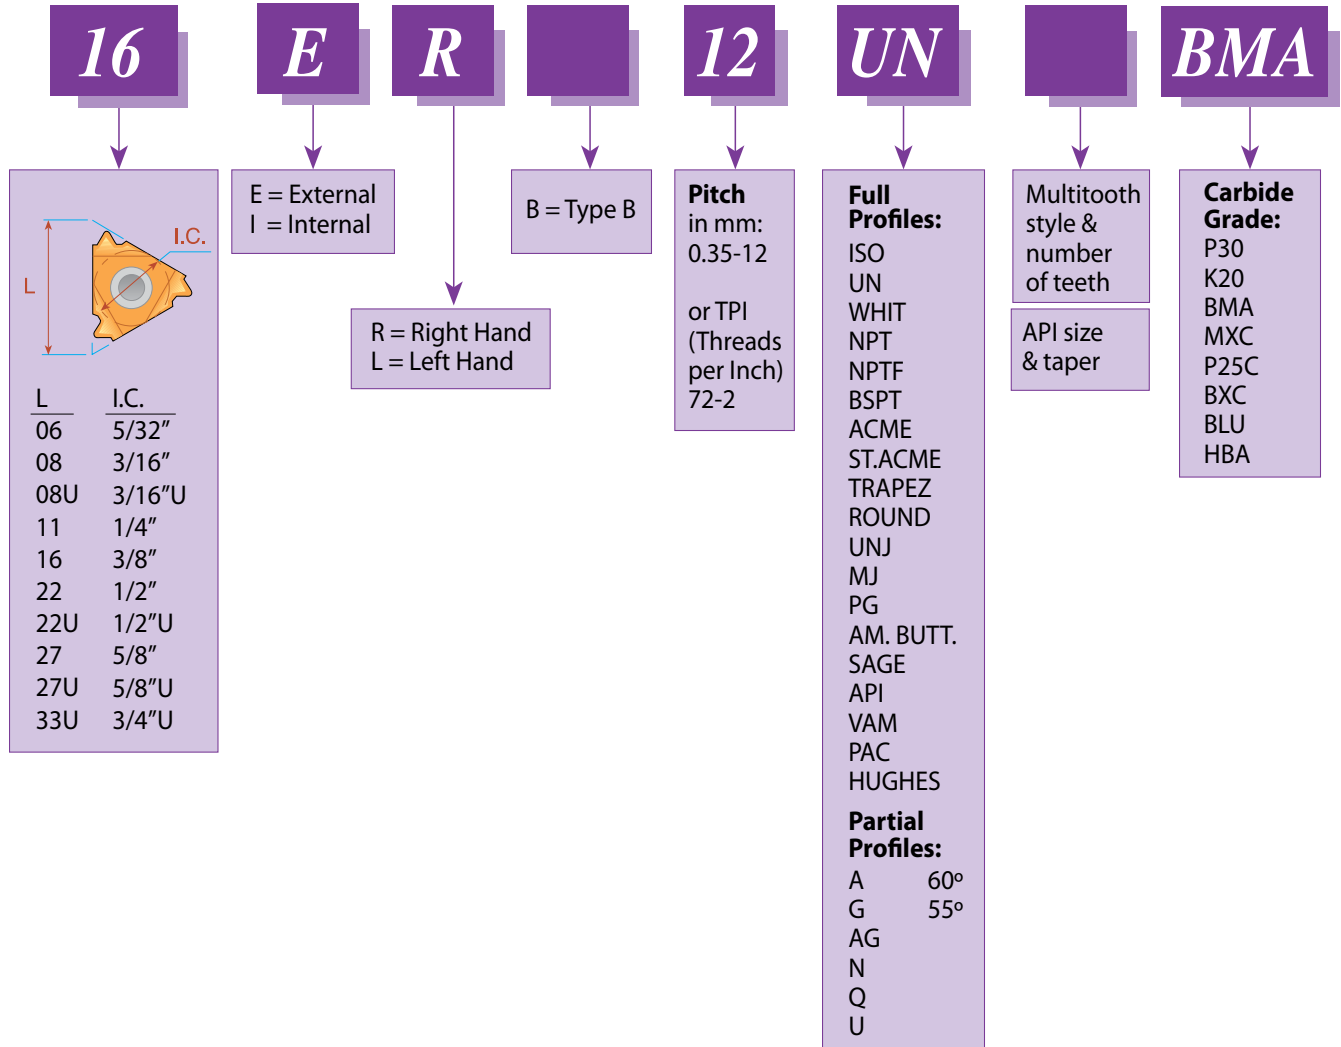 16 E R 12 UN BMA
I.C.
L
L I.C.
06 5/32”
08 3/16”
08U 3/16”U
11 1/4”
16 3/8”
22 1/2”
22U 1/2”U
27 5/8”
27U 5/8”U
33U 3/4”U
E = External
I = Internal
R = Right Hand
L = Left Hand
B = Type B
Pitch
in mm:
0.35-12
or TPI
(Threads
per Inch)
72-2
Full
Profiles:
ISO
UN
WHIT
NPT
NPTF
BSPT
ACME
ST.ACME
TRAPEZ
ROUND
UNJ
MJ
PG
AM. BUTT.
SAGE
API
VAM
PAC
HUGHES
Partial
Profiles:
A 60º
G 55º
AG
N
Q
U
Multitooth
style &
number
of teeth
API size
& taper
Carbide
Grade:
P30
K20
BMA
MXC
P25C
BXC
BLU
HBA